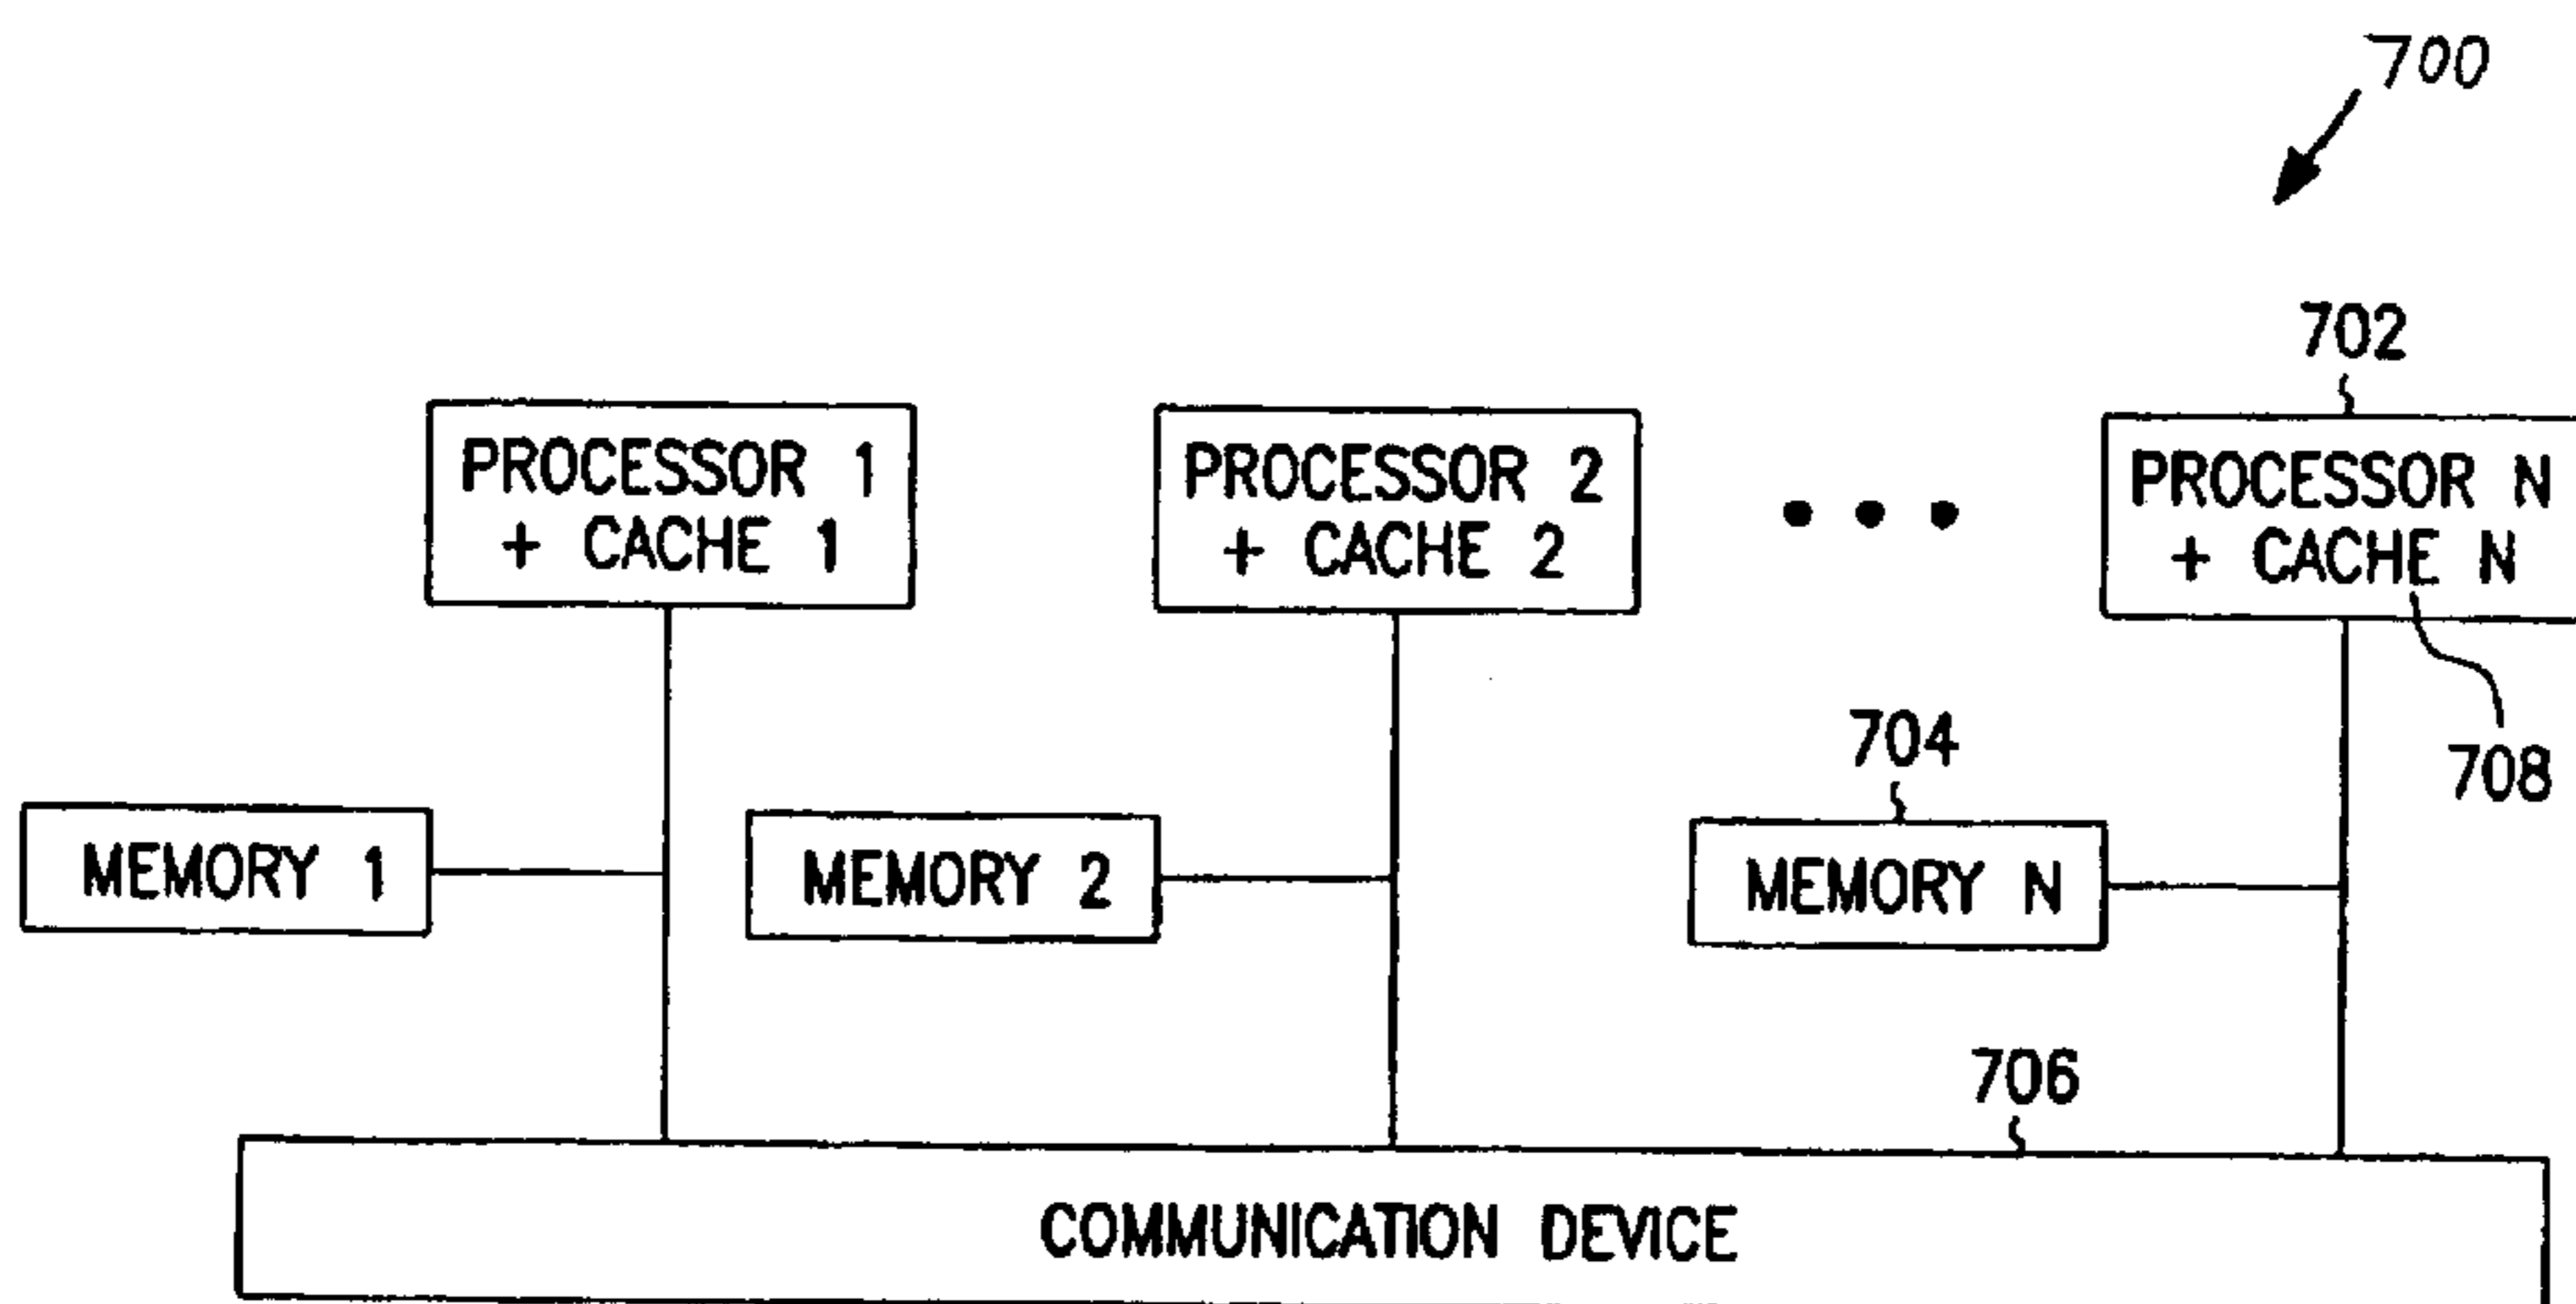 700
702
PROCESSOR 1
+ CACHE 1
PROCESSOR 2
+ CACHE 2
PROCESSOR N
+ CACHE N
704
708
MEMORY 1
MEMORY 2
MEMORY N
706
COMMUNICATION DEVICE